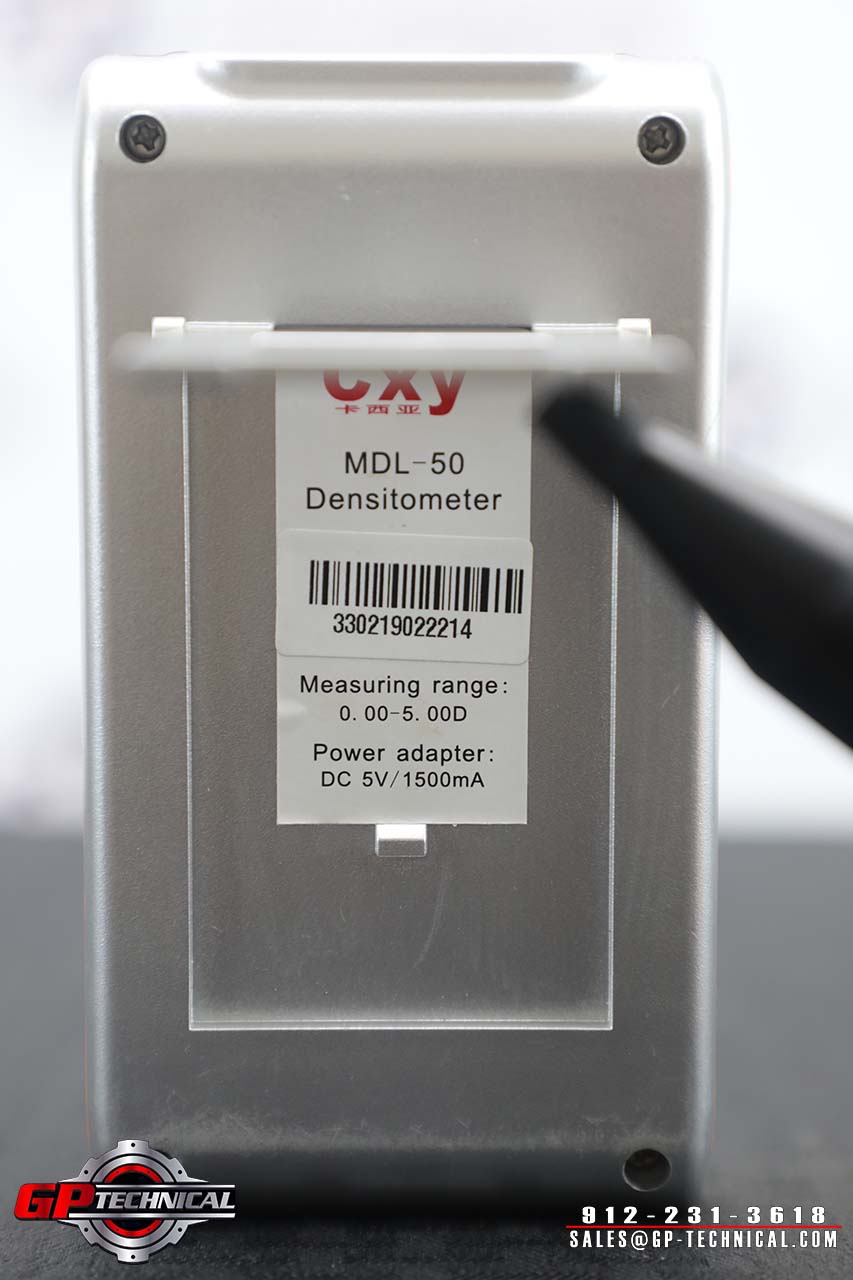 Cxy
卡西亚
MDL-50
Densitometer
330219022214
Measuring range:
0.00-5.00D
Power adapter:
DC 5V/1500mA
GP TECHNICAL
912-231-3618
SALES@GP-TECHNICAL.COM